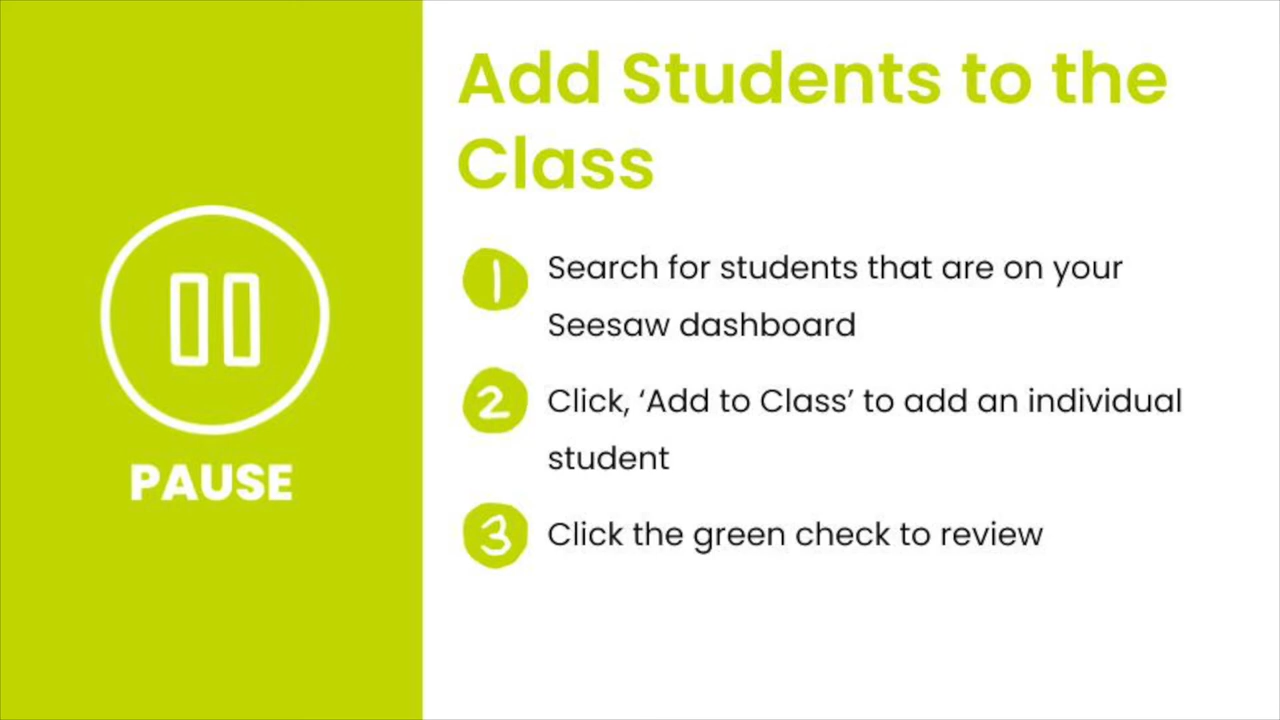 Add Students to the
Class
1 Search for students that are on your
Seesaw dashboard
2 Click, ‘Add to Class’ to add an individual
student
3 Click the green check to review
PAUSE